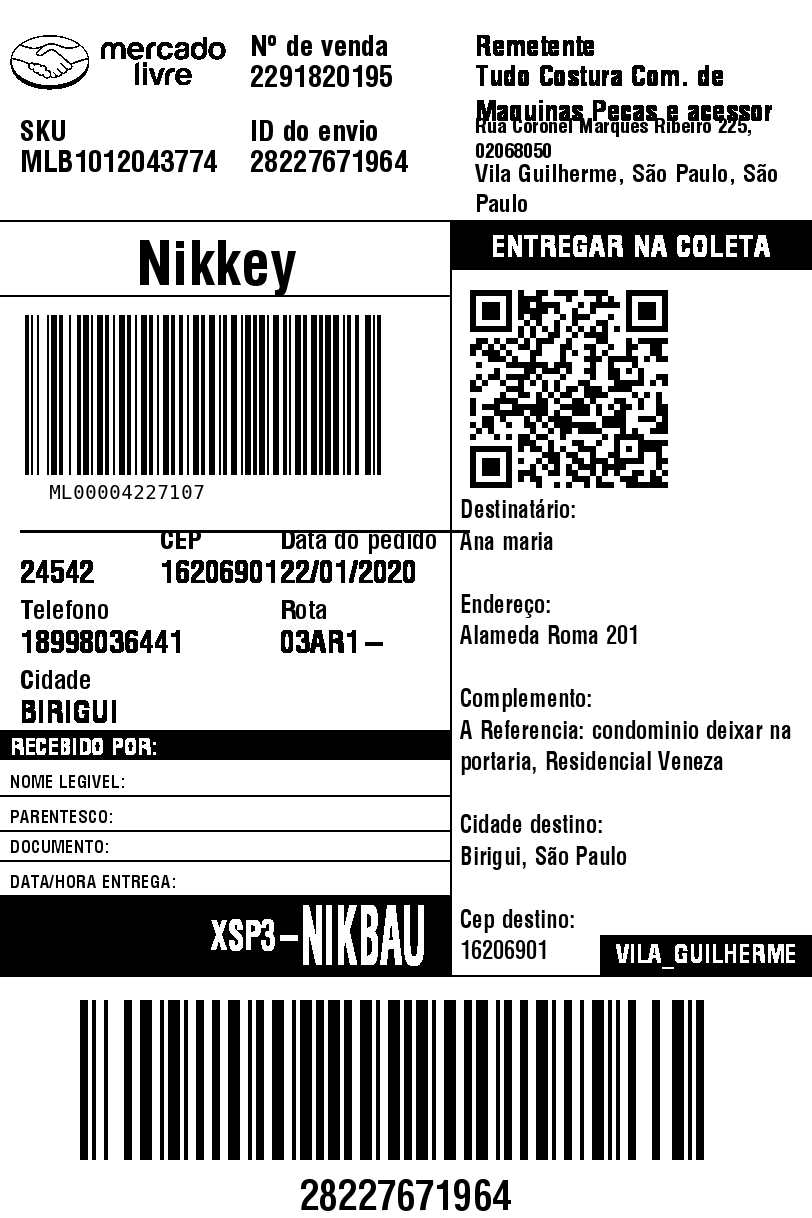 mercado
livre
Nº de venda
2291820195
SKU
MLB1012043774
ID do envio
28227671964
Remetente
Tudo Costura Com. de
Maquinas Pecas e acessor
Rua Coronel Marques Ribeiro 225,
02068050
Vila Guilherme, São Paulo, São
Paulo
Nikkey
ENTREGAR NA COLETA
ML00004227107
CEP Data do pedido
24542 16206901 22/01/2020
Telefono Rota
18998036441 03AR1 –
Cidade
BIRIGUI
RECEBIDO POR:
NOME LEGIVEL:
PARENTESCO:
DOCUMENTO:
DATA/HORA ENTREGA:
XSP3–NIKBAU
Destinatário:
Ana maria
Endereço:
Alameda Roma 201
Complemento:
A Referencia: condominio deixar na
portaria, Residencial Veneza
Cidade destino:
Birigui, São Paulo
Cep destino:
16206901
VILA_GUILHERME
28227671964